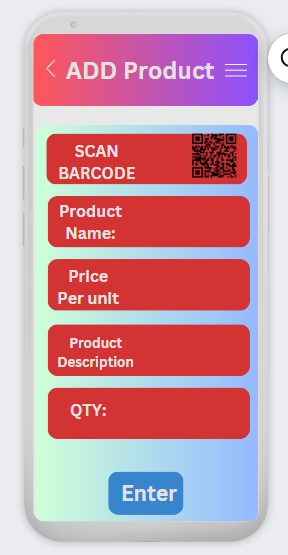 ADD Product
SCAN
BARCODE
Product
Name:
Price
Per unit
Product
Description
QTY:
Enter